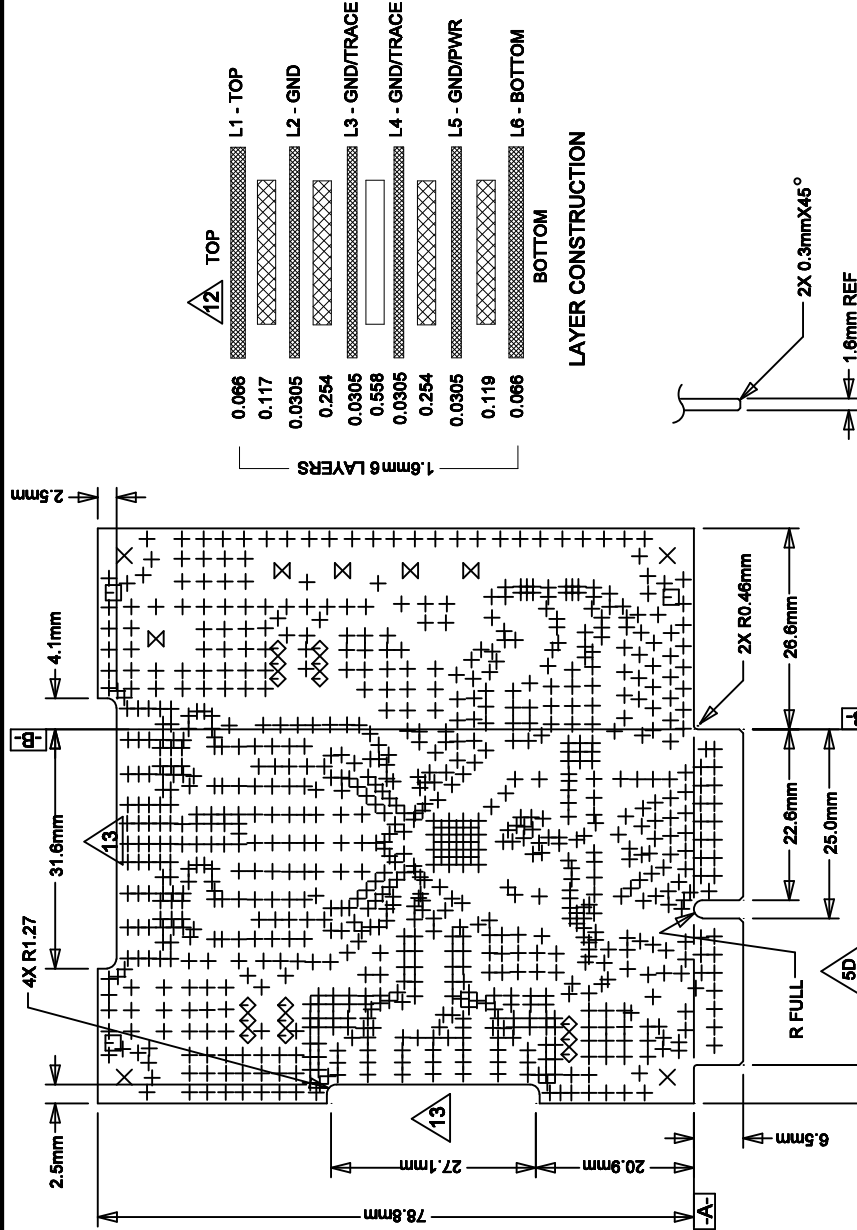 2.5mm
4.1mm
-B-
31.6mm
13
4X R1.27
2.5mm
13
27.1mm
20.9mm
78.8mm
-A-
6.5mm
R FULL
5D
22.6mm
25.0mm
26.6mm
2X R0.46mm
12
TOP
0.066 L1 - TOP
0.117
0.0305 L2 - GND
0.254
0.0305 L3 - GND/TRACE
0.558
0.0305 L4 - GND/TRACE
0.254
0.0305 L5 - GND/PWR
0.119
0.066 L6 - BOTTOM
BOTTOM
1.6mm 6 LAYERS
LAYER CONSTRUCTION
2X 0.3mmX45°
1.6mm REF